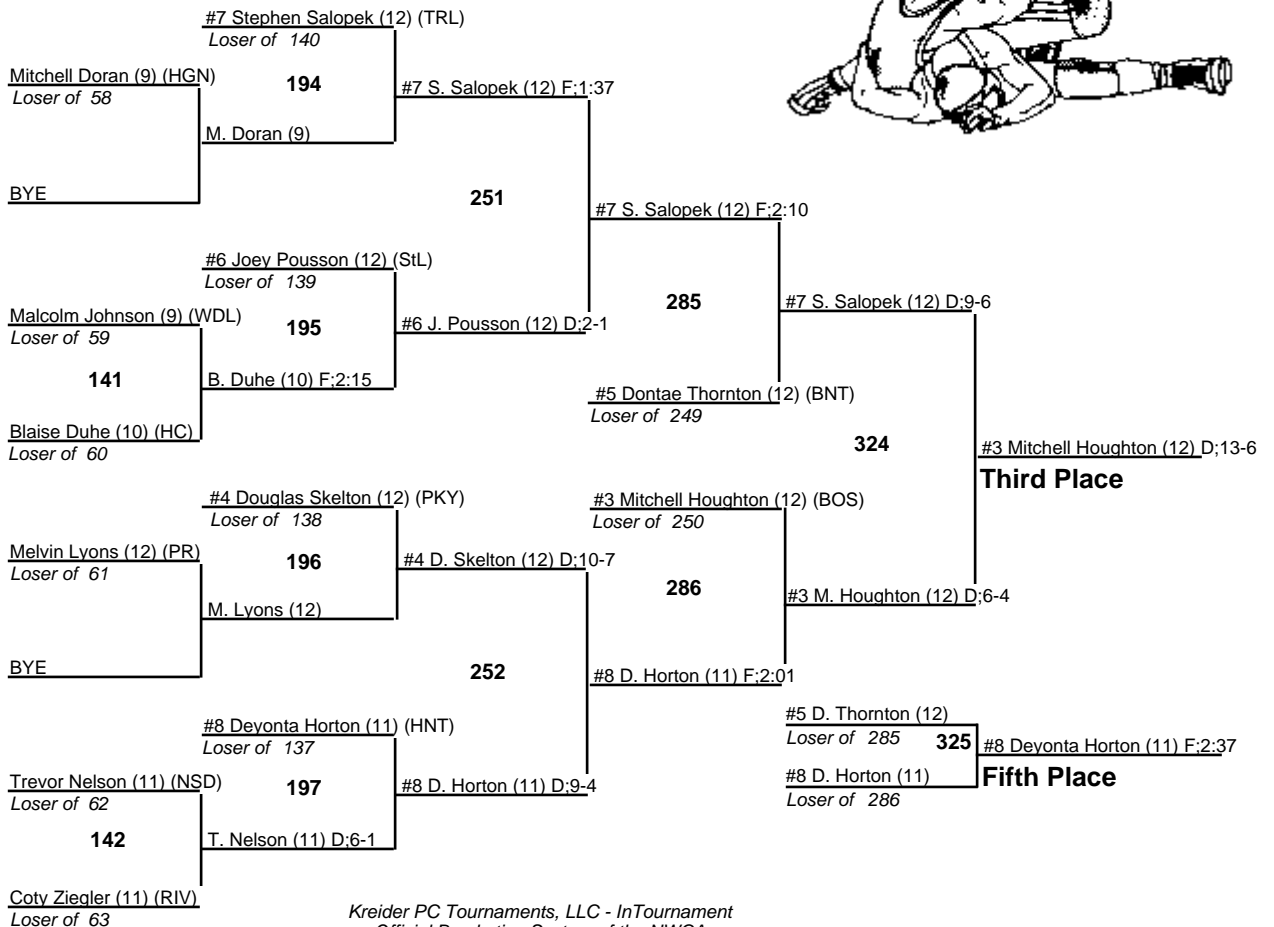 #7 Stephen Salopek (12) (TRL)
Loser of 140
Mitchell Doran (9) (HGN)
Loser of 58
194
#7 S. Salopek (12) F;1:37
M. Doran (9)
BYE
251
#7 S. Salopek (12) F;2:10
#6 Joey Pousson (12) (StL)
Loser of 139
285
#7 S. Salopek (12) D;9-6
Malcolm Johnson (9) (WDL)
Loser of 59
195
#6 J. Pousson (12) D;2-1
141
B. Duhe (10) F;2:15
#5 Dontae Thornton (12) (BNT)
Loser of 249
Blaise Duhe (10) (HC)
Loser of 60
324
#3 Mitchell Houghton (12) D;13-6
Third Place
#4 Douglas Skelton (12) (PKY)
Loser of 138
#3 Mitchell Houghton (12) (BOS)
Loser of 250
Melvin Lyons (12) (PR)
Loser of 61
196
#4 D. Skelton (12) D;10-7
286
#3 M. Houghton (12) D;6-4
M. Lyons (12)
BYE
252
#8 D. Horton (11) F;2:01
#8 Deyonta Horton (11) (HNT)
Loser of 137
#5 D. Thornton (12)
Loser of 285
325
#8 Deyonta Horton (11) F;2:37
Fifth Place
#8 D. Horton (11)
Loser of 286
Trevor Nelson (11) (NSD)
Loser of 62
197
#8 D. Horton (11) D;9-4
142
T. Nelson (11) D;6-1
Coty Ziegler (11) (RIV)
Loser of 63
Kreider PC Tournaments, LLC - InTournament